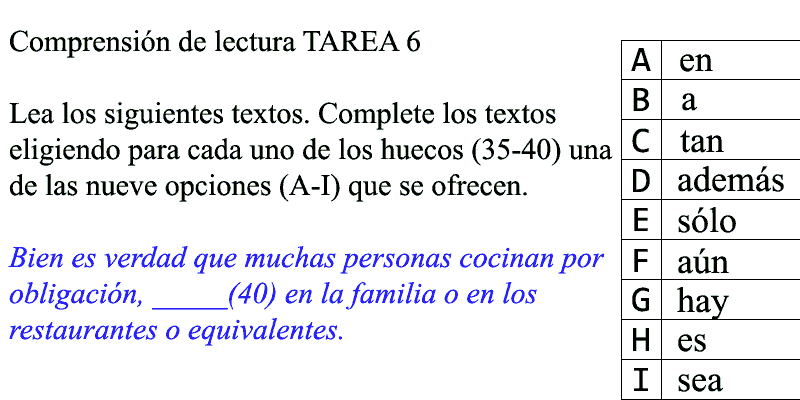 Comprensión de lectura TAREA 6
Lea los siguientes textos. Complete los textos
eligiendo para cada uno de los huecos (35-40) una
de las nueve opciones (A-I) que se ofrecen.
Bien es verdad que muchas personas cocinan por
obligación, _____(40) en la familia o en los
restaurantes o equivalentes.
A en
B a
C tan
D además
E sólo
F aún
G hay
H es
I sea